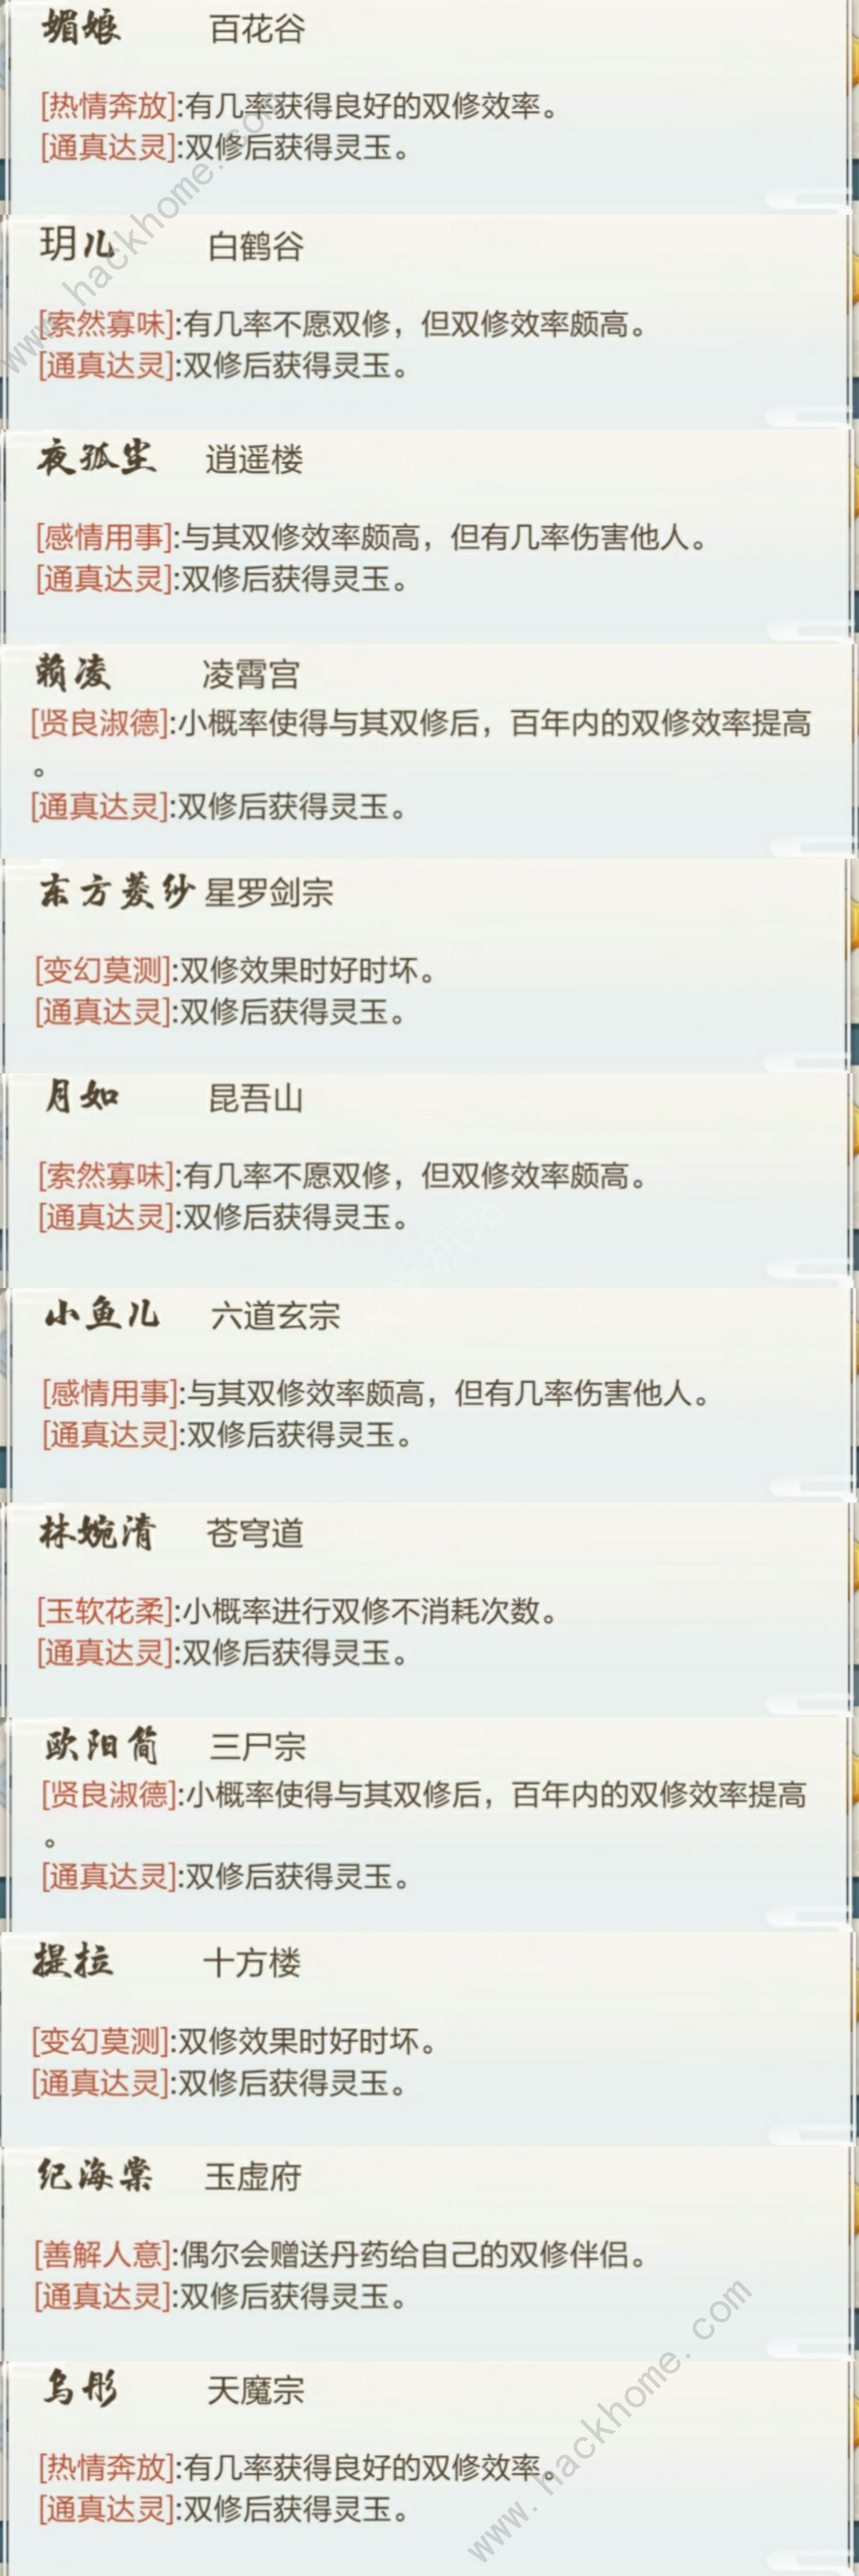 媚娘 百花谷
[热情奔放]:有几率获得良好的双修效率。
[通真达灵]:双修后获得灵玉。
玥儿 白鹤谷
[索然寡味]:有几率不愿双修，但双修效率颇高。
[通真达灵]:双修后获得灵玉。
www.hackhome.com
夜孤尘 逍遥楼
[感情用事]:与其双修效率颇高，但有几率伤害他人。
[通真达灵]:双修后获得灵玉。
赖凌 凌霄宫
[贤良淑德]:小概率使得与其双修后，百年内的双修效率提高
。
[通真达灵]:双修后获得灵玉。
东方菱纱 星罗剑宗
[变幻莫测]:双修效果时好时坏。
[通真达灵]:双修后获得灵玉。
月如 昆吾山
[索然寡味]:有几率不愿双修，但双修效率颇高。
[通真达灵]:双修后获得灵玉。
小鱼儿 六道玄宗
[感情用事]:与其双修效率颇高，但有几率伤害他人。
[通真达灵]:双修后获得灵玉。
林婉清 苍穹道
[玉软花柔]:小概率进行双修不消耗次数。
[通真达灵]:双修后获得灵玉。
欧阳简 三尸宗
[贤良淑德]:小概率使得与其双修后，百年内的双修效率提高
。
[通真达灵]:双修后获得灵玉。
提拉 十方楼
[变幻莫测]:双修效果时好时坏。
[通真达灵]:双修后获得灵玉。
纪海棠 玉虚府
[善解人意]:偶尔会赠送丹药给自己的双修伴侣。
[通真达灵]:双修后获得灵玉。
乌彤 天魔宗
[热情奔放]:有几率获得良好的双修效率。
[通真达灵]:双修后获得灵玉。
www.hackhome.com